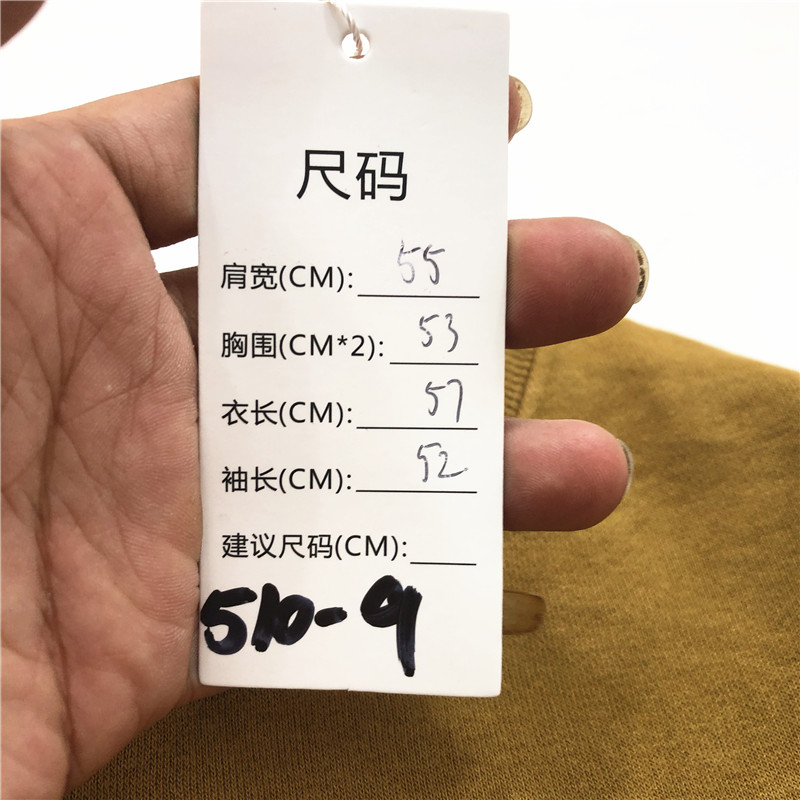 尺码
肩宽(CM): 55
胸围(CM*2): 53
衣长(CM): 57
袖长(CM): 52
建议尺码(CM):
510-9